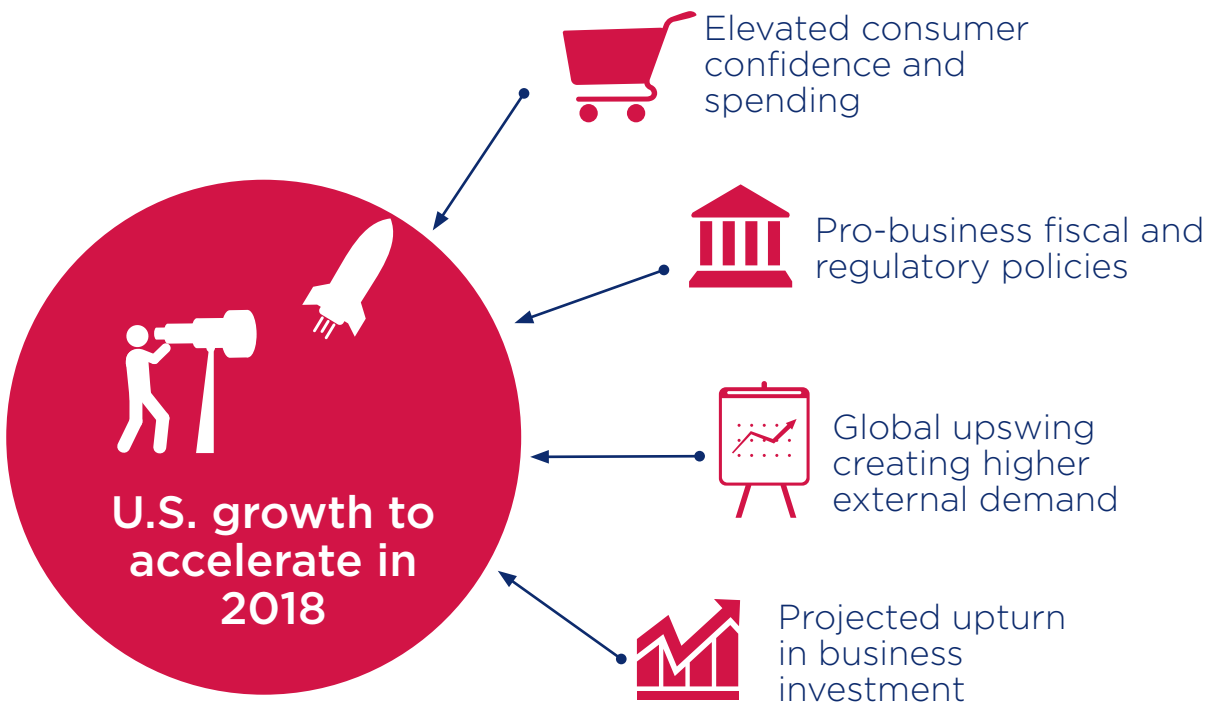 Elevated consumer
confidence and
spending
Pro-business fiscal and
regulatory policies
Global upswing
creating higher
external demand
U.S. growth to
accelerate in
2018
Projected upturn
in business
investment